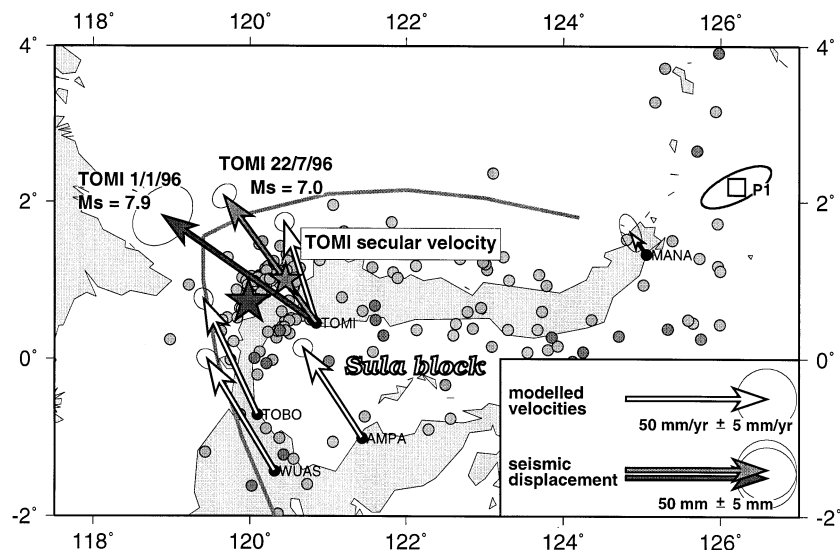 118° 120° 122° 124° 126°
4° 4°
TOMI 22/7/96
Ms = 7.0
TOMI 1/1/96
Ms = 7.9
P1
2° 2°
TOMI secular velocity
MANA
TOMI
0° Sula block 0°
modelled
velocities
50 mm/yr ± 5 mm/yr
TOBO
AMPA
WUAS
seismic
displacement
50 mm ± 5 mm
-2° -2°
118° 120° 122° 124° 126°